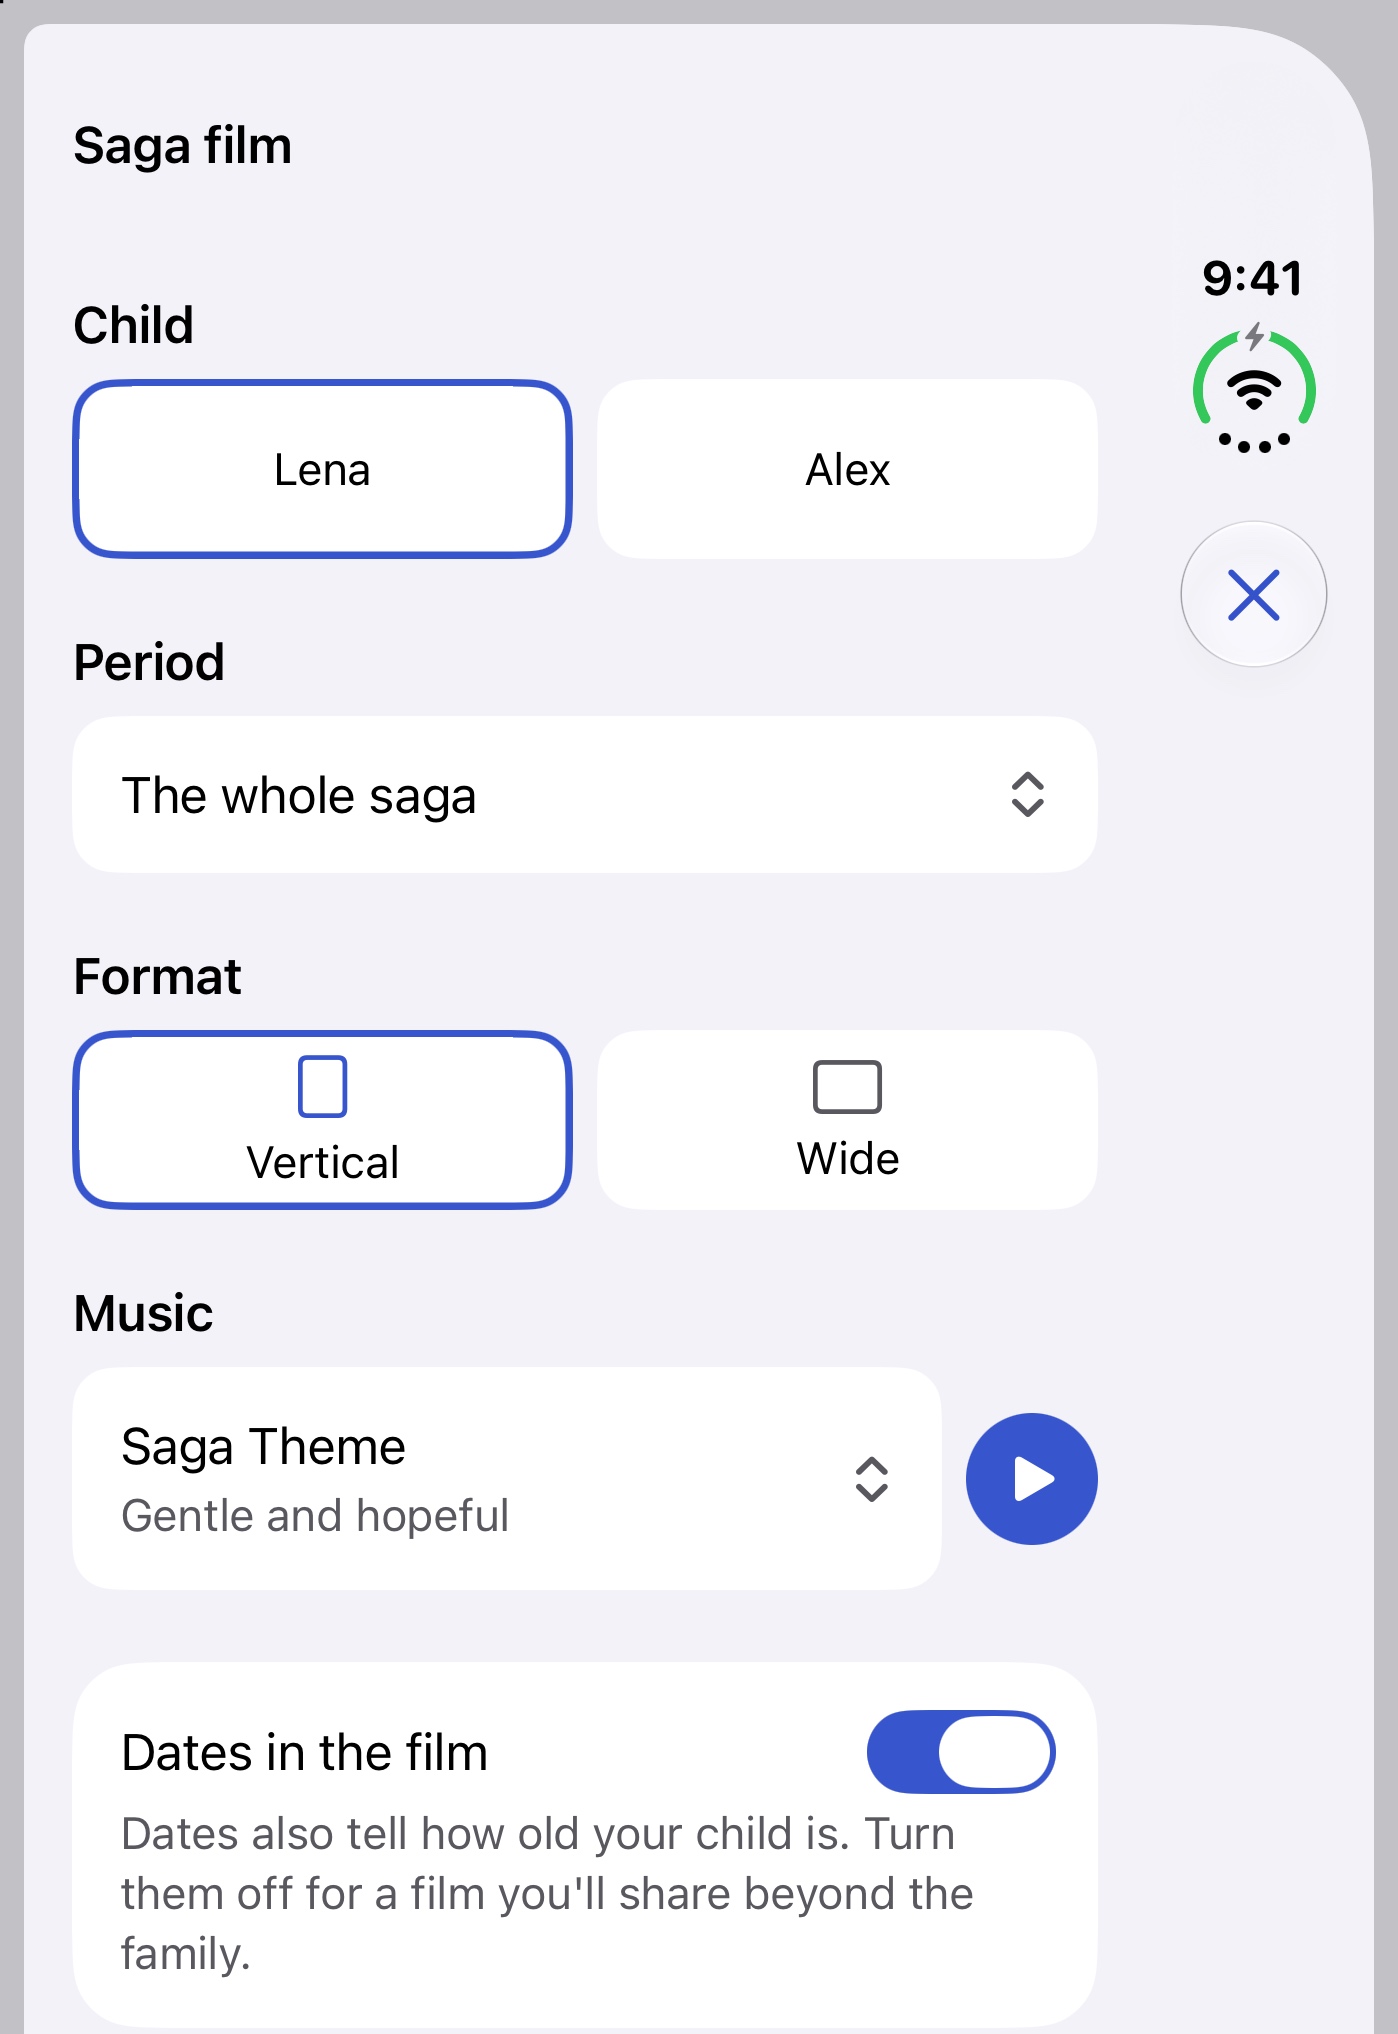 Saga film
9:41
Child
Lena
Alex
Period
The whole saga
Format
Vertical
Wide
Music
Saga Theme
Gentle and hopeful
Dates in the film
Dates also tell how old your child is. Turn
them off for a film you'll share beyond the
family.